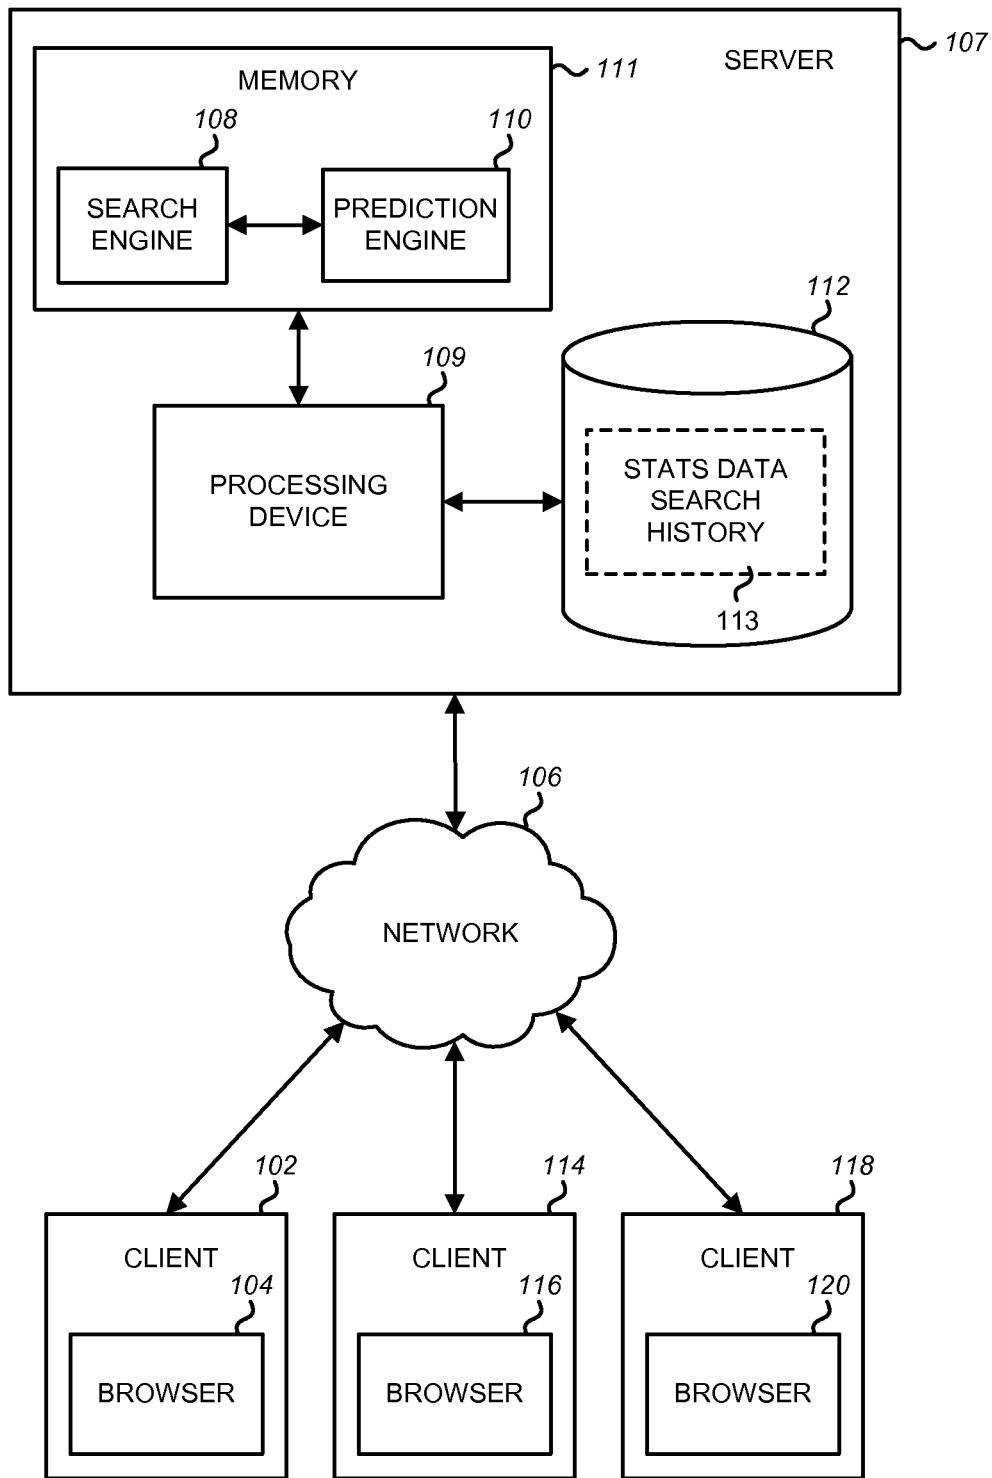 107
SERVER
111
MEMORY
108
110
SEARCH
ENGINE
PREDICTION
ENGINE
112
109
PROCESSING
DEVICE
STATS DATA
SEARCH
HISTORY
113
106
NETWORK
102
114
118
CLIENT
CLIENT
CLIENT
104
116
120
BROWSER
BROWSER
BROWSER